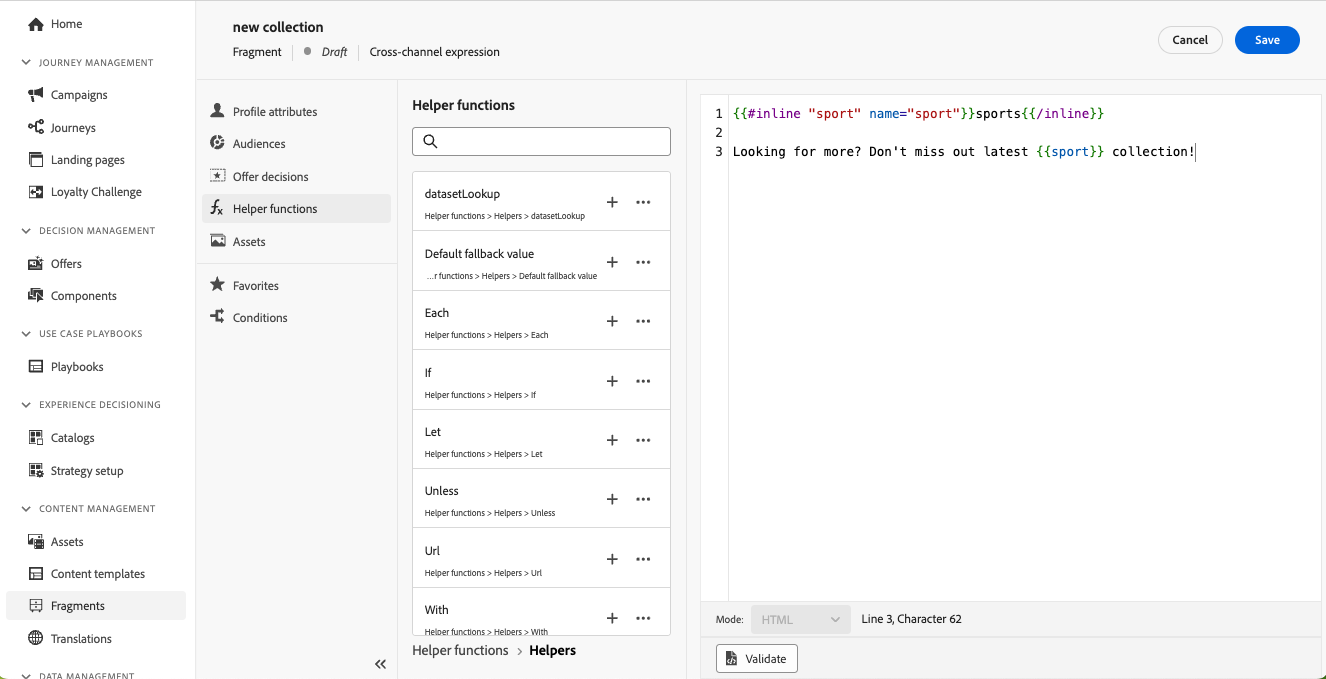 Home
JOURNEY MANAGEMENT
Campaigns
Journeys
Landing pages
Loyalty Challenge
DECISION MANAGEMENT
Offers
Components
USE CASE PLAYBOOKS
Playbooks
EXPERIENCE DECISIONING
Catalogs
Strategy setup
CONTENT MANAGEMENT
Assets
Content templates
Fragments
Translations
DATA MANAGEMENT
new collection
Fragment
Draft
Cross-channel expression
Cancel
Save
Profile attributes
Audiences
Offer decisions
Helper functions
Assets
Favorites
Conditions
Helper functions
datasetLookup
Helper functions > Helpers > datasetLookup
Default fallback value
...r functions > Helpers > Default fallback value
Each
Helper functions > Helpers > Each
If
Helper functions > Helpers > If
Let
Helper functions > Helpers > Let
Unless
Helper functions > Helpers > Unless
Url
Helper functions > Helpers > Url
With
Helper functions > Helpers > With
Helper functions > Helpers
1 {{#inline "sport" name="sport"}}sports{{/inline}}
2
3 Looking for more? Don't miss out latest {{sport}} collection!
Mode: HTML Line 3, Character 62
Validate